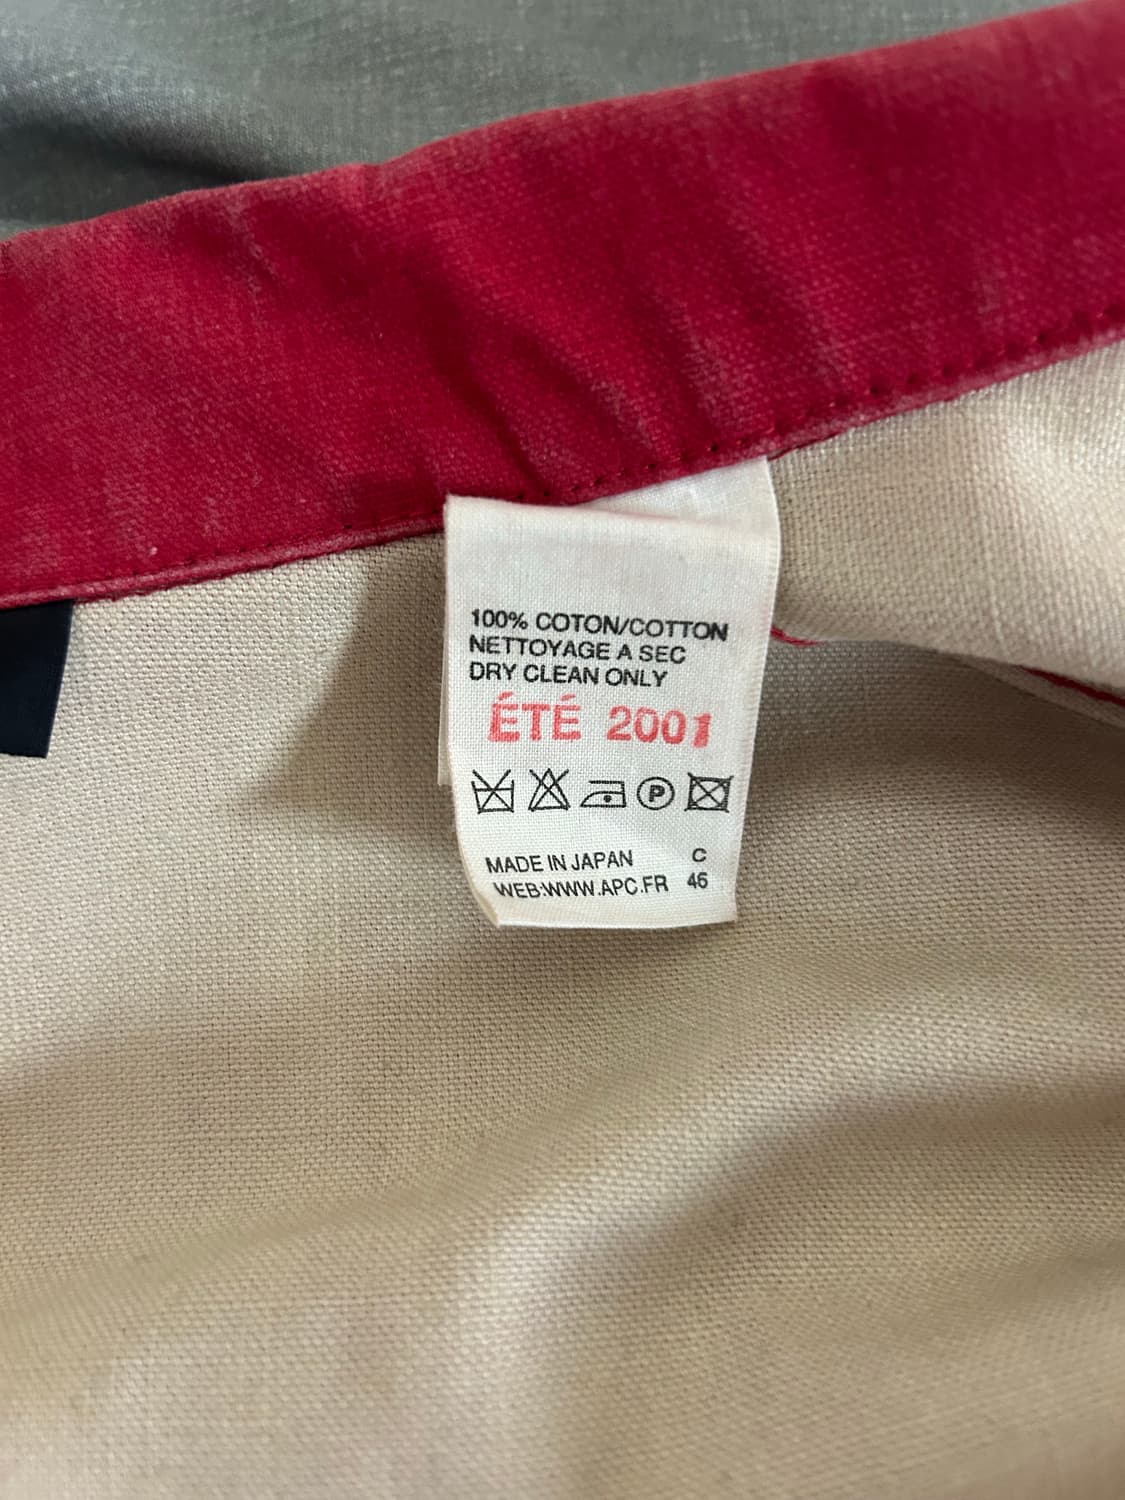 100% COTON/COTTON
NETTOYAGE A SEC
DRY CLEAN ONLY
ÉTÉ 2001
P
MADE IN JAPAN C
WEB:WWW.APC.FR 46